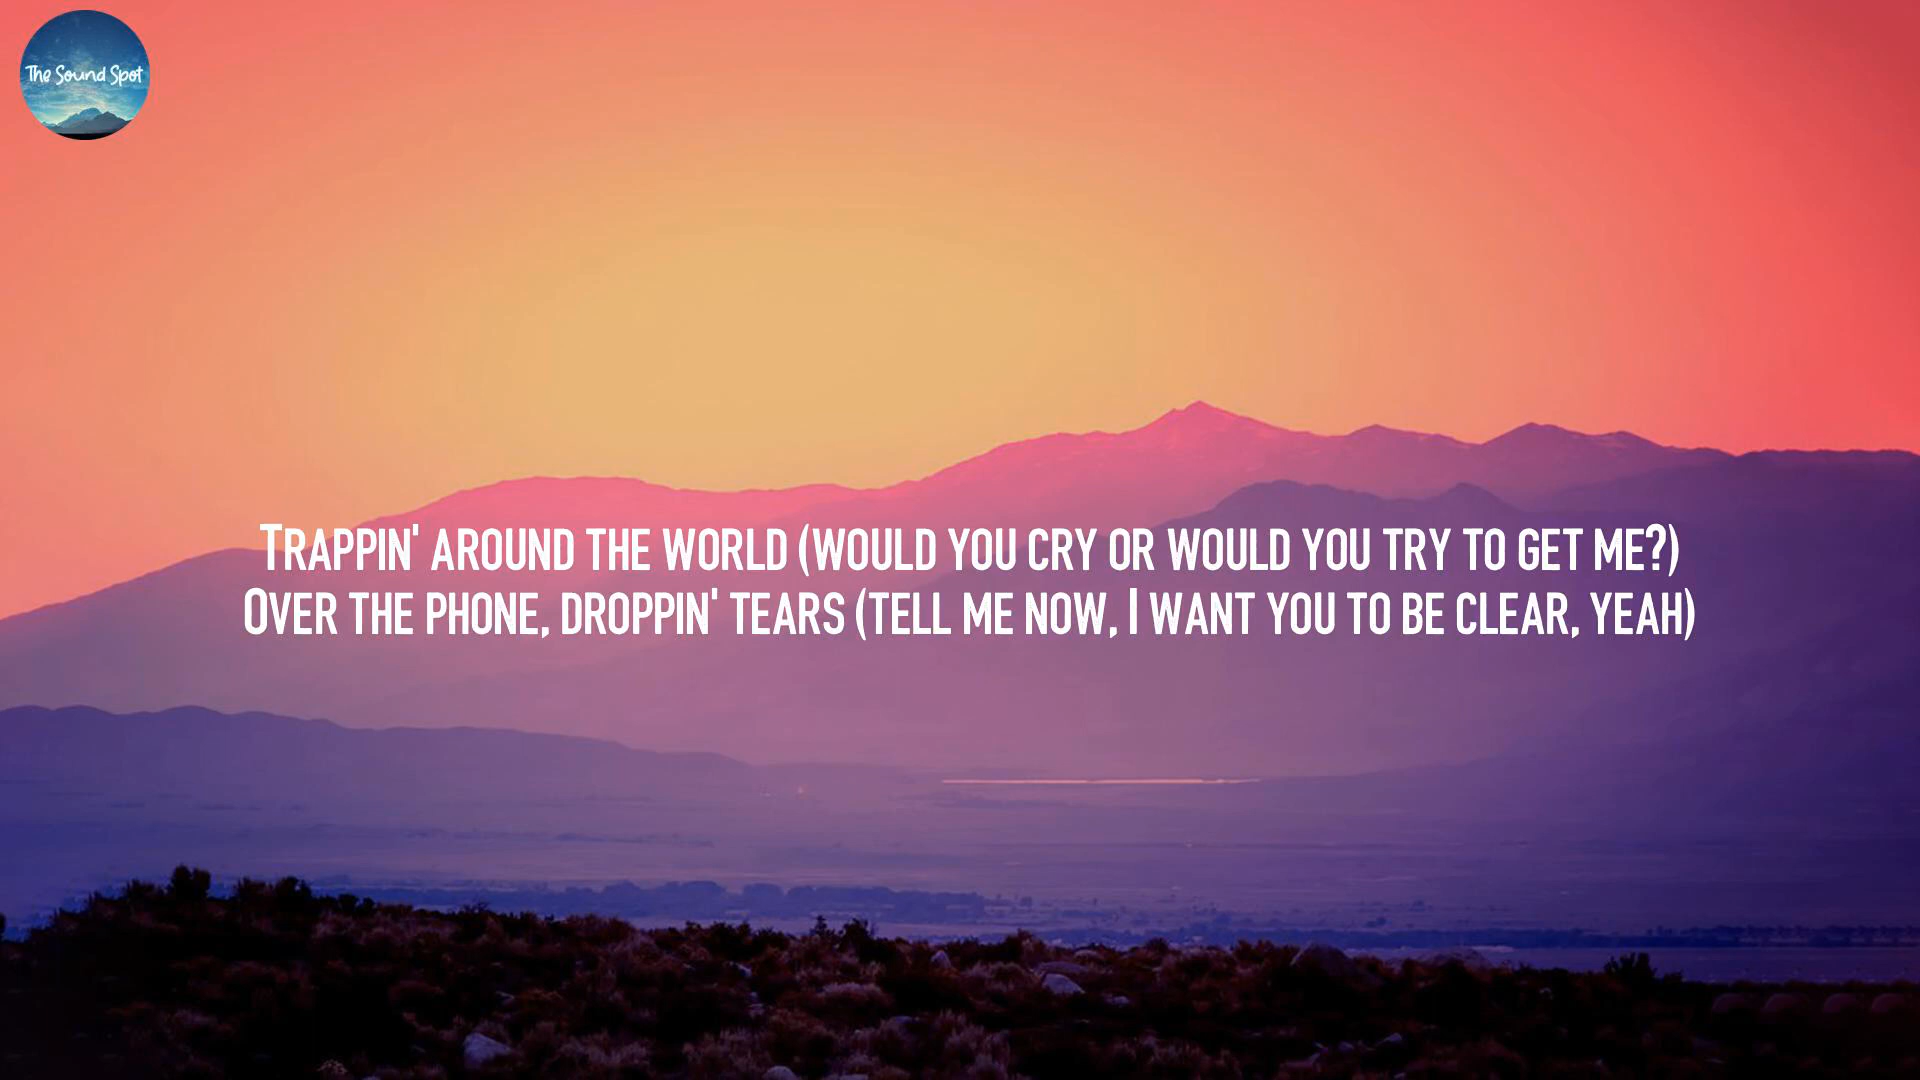 The Sound Spot
Trappin' around the world (would you cry or would you try to get me?)
Over the phone, droppin' tears (tell me now, I want you to be clear, yeah)